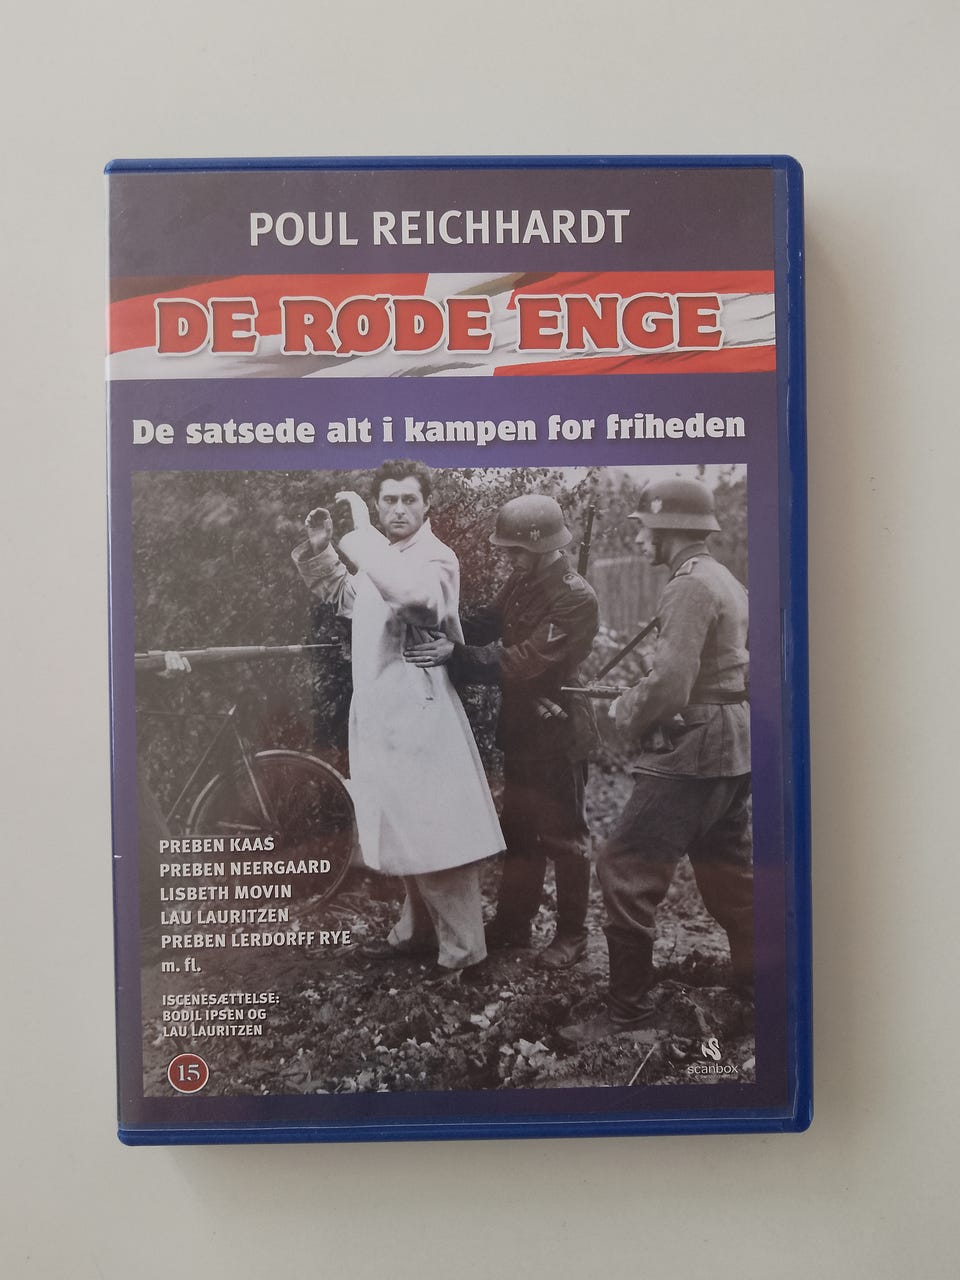 POUL REICHHARDT
DE RØDE ENGE
De satsede alt i kampen for friheden
PREBEN KAAS
PREBEN NEERGAARD
LISBETH MOVIN
LAU LAURITZEN
PREBEN LERDORFF RYE
m. fl.
ISCENESÆTTELSE:
BODIL IPSEN OG
LAU LAURITZEN
15
scanbox